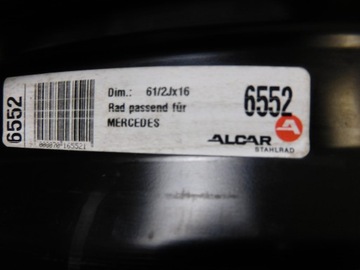 6552
Dim.: 61/2Jx16
Rad passend für
MERCEDES
6552
ALCAR
STAHLRAD